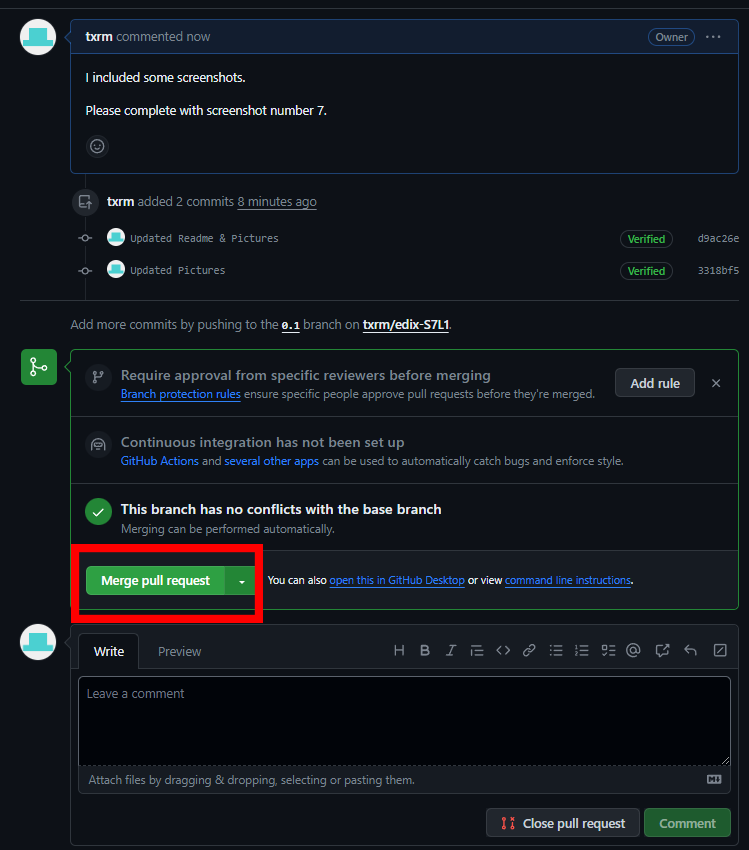 txrm commented now Owner
I included some screenshots.
Please complete with screenshot number 7.
txrm added 2 commits 8 minutes ago
Updated Readme & Pictures Verified d9ac26e
Updated Pictures Verified 3318bf5
Add more commits by pushing to the 0.1 branch on txrm/edix-S7L1.
Require approval from specific reviewers before merging
Branch protection rules ensure specific people approve pull requests before they're merged.
Add rule
Continuous integration has not been set up
GitHub Actions and several other apps can be used to automatically catch bugs and enforce style.
This branch has no conflicts with the base branch
Merging can be performed automatically.
Merge pull request You can also open this in GitHub Desktop or view command line instructions.
Write Preview
Leave a comment
Attach files by dragging & dropping, selecting or pasting them.
Close pull request Comment